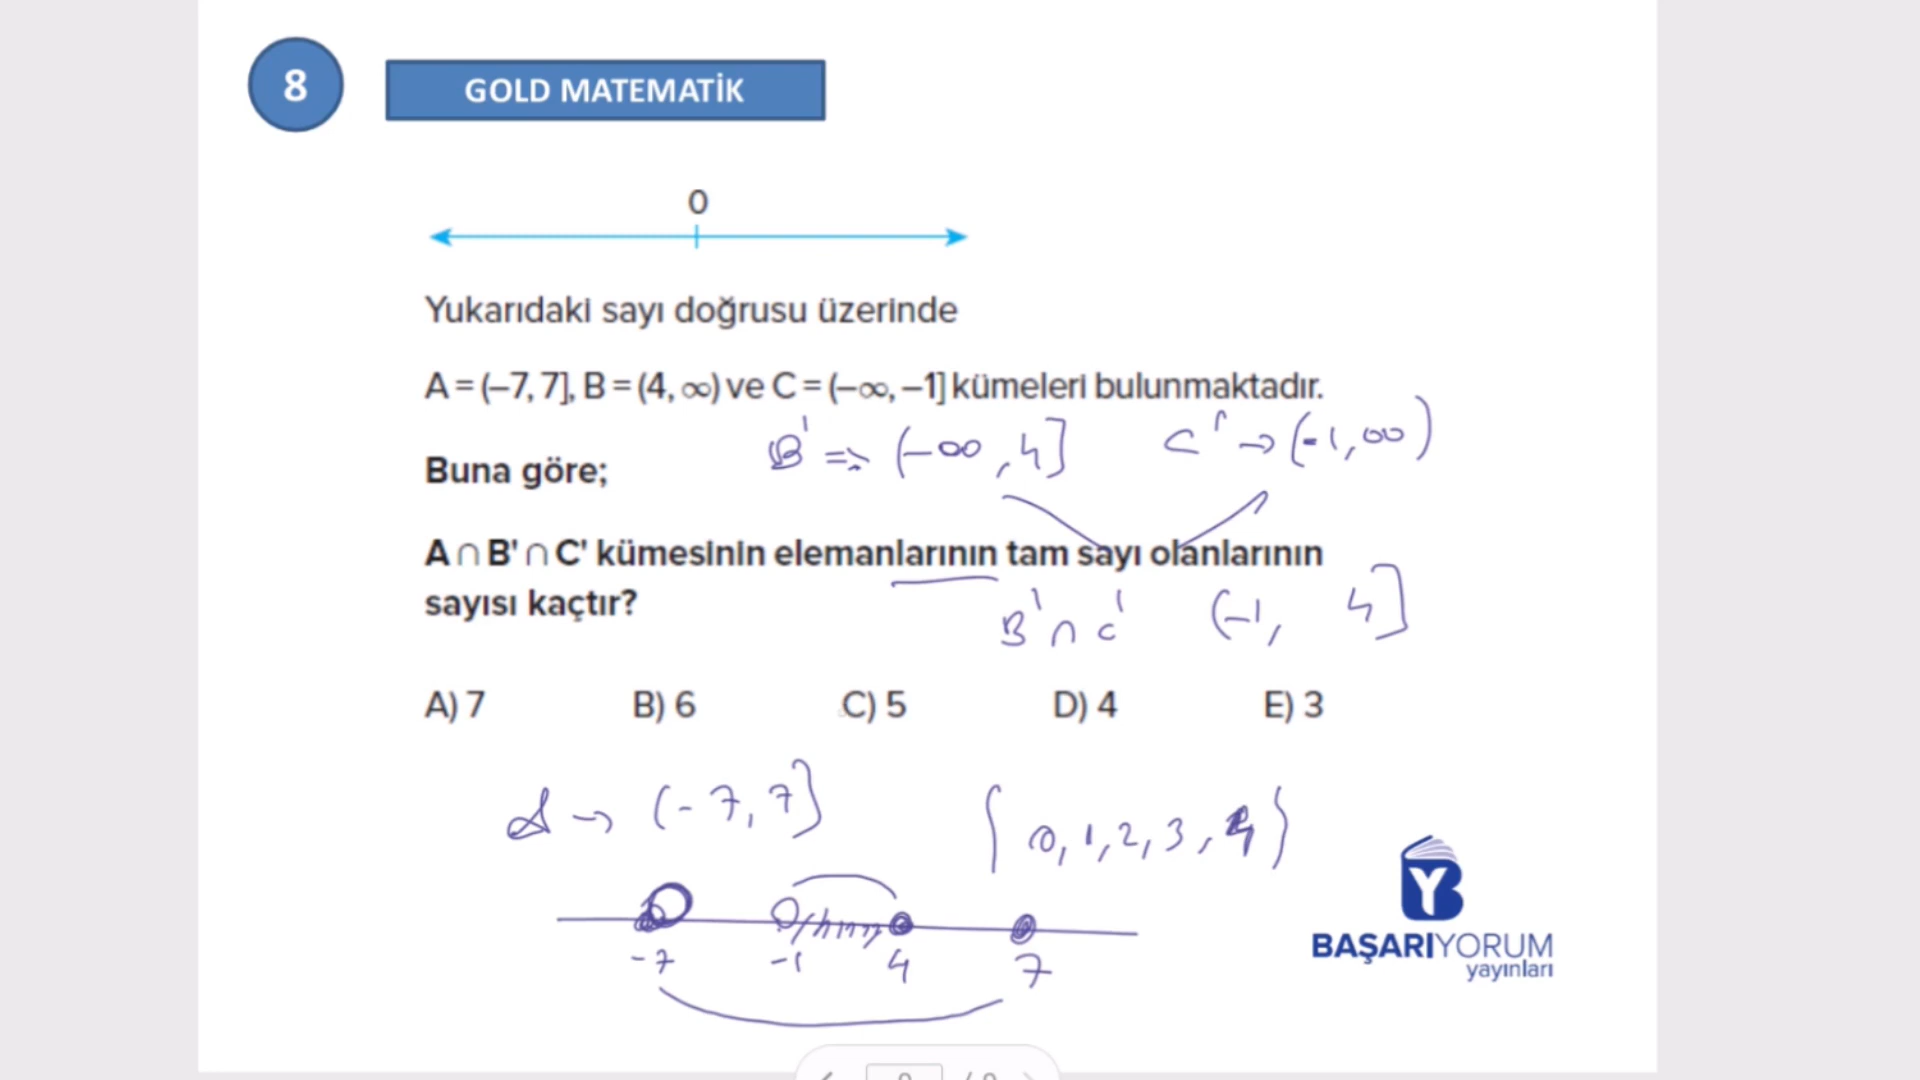 8
GOLD MATEMATİK
0
Yukarıdaki sayı doğrusu üzerinde
A = (–7, 7], B = (4, ∞) ve C = (–∞, –1] kümeleri bulunmaktadır.
B' => (-∞, 4] C' → (-1, ∞)
Buna göre;
A ∩ B' ∩ C' kümesinin elemanlarının tam sayı olanlarının
sayısı kaçtır?
B' ∩ C' (-1, 4]
A) 7 B) 6 C) 5 D) 4 E) 3
A → (-7, 7]
{0, 1, 2, 3, 4}
-7 -1 4 7
BAŞARIYORUM
yayınları